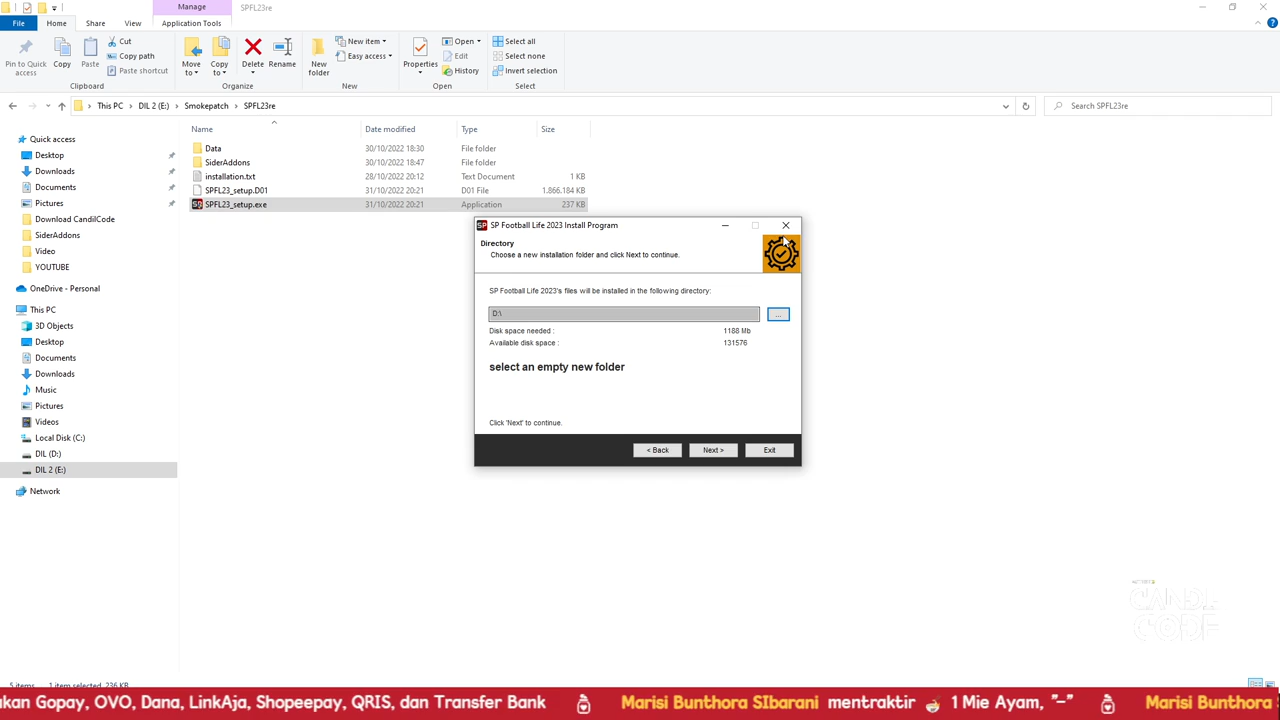 Manage
SPFL23re
File
Home
Share
View
Application Tools
Pin to Quick access
Copy
Paste
Cut
Copy path
Paste shortcut
Clipboard
Move to
Copy to
Delete
Rename
Organize
New folder
New item
Easy access
New
Properties
Open
Edit
History
Open
Select all
Select none
Invert selection
Select
This PC > DIL 2 (E:) > Smokepatch > SPFL23re
Search SPFL23re
Name Date modified Type Size
Data 30/10/2022 18:30 File folder
SiderAddons 30/10/2022 18:47 File folder
installation.txt 28/10/2022 20:12 Text Document 1 KB
SPFL23_setup.D01 31/10/2022 20:21 D01 File 1.866.184 KB
SPFL23_setup.exe 31/10/2022 20:21 Application 237 KB
Quick access
Desktop
Downloads
Documents
Pictures
Download CandilCode
SiderAddons
Video
YOUTUBE
OneDrive - Personal
This PC
3D Objects
Desktop
Documents
Downloads
Music
Pictures
Videos
Local Disk (C:)
DIL (D:)
DIL 2 (E:)
Network
SP SP Football Life 2023 Install Program
Directory
Choose a new installation folder and click Next to continue.
SP Football Life 2023's files will be installed in the following directory:
D:\
...
Disk space needed : 1188 Mb
Available disk space : 131576
select an empty new folder
Click 'Next' to continue.
< Back
Next >
Exit
CANDL
CODE
5 items 1 item selected, 236 KB
akan Gopay, OVO, Dana, LinkAja, Shopeepay, QRIS, dan Transfer Bank Marisi Bunthora SIbarani mentraktir 1 Mie Ayam, "-" Marisi Bunthora